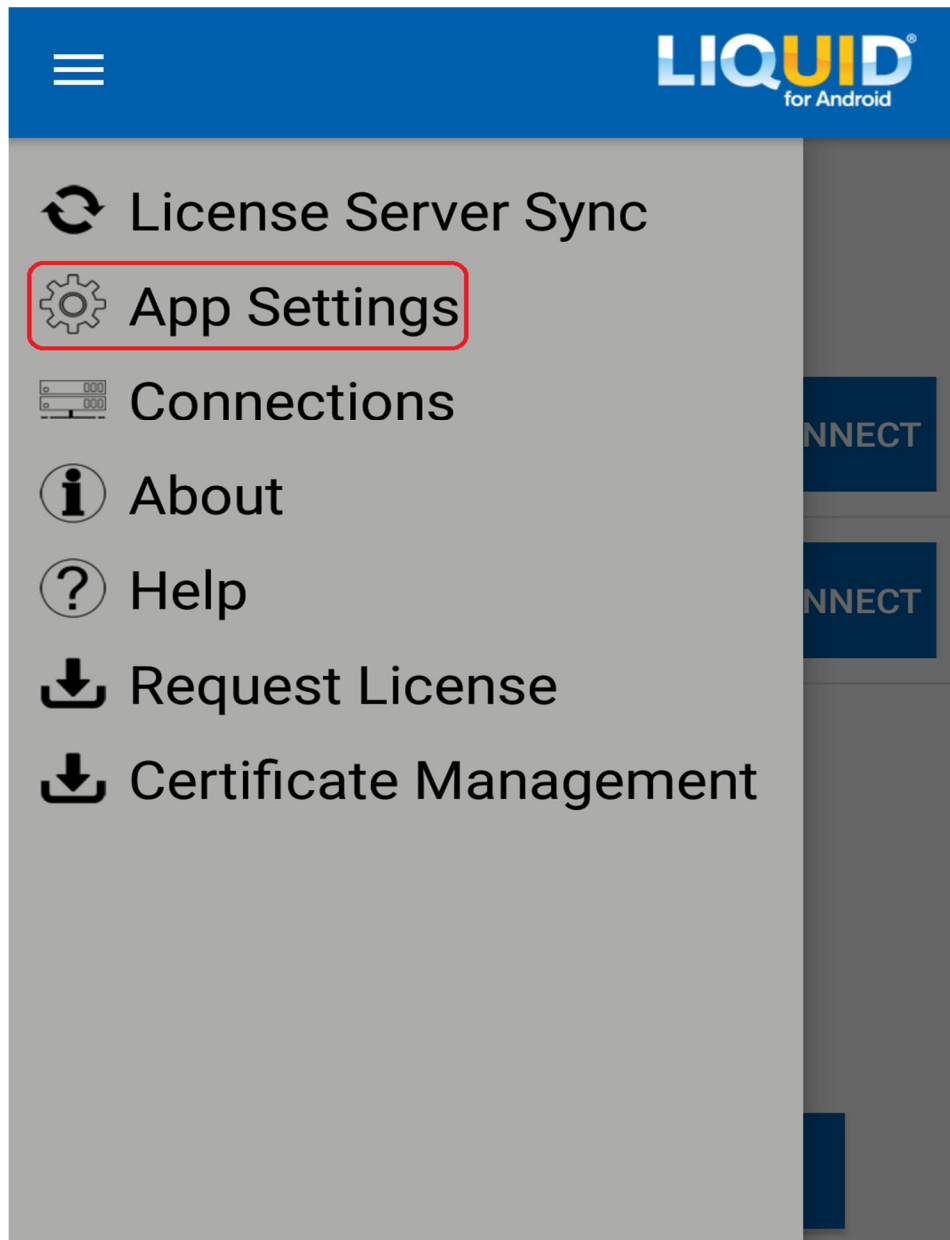 LIQUID®
for Android
License Server Sync
App Settings
Connections
NNECT
About
Help
NNECT
Request License
Certificate Management